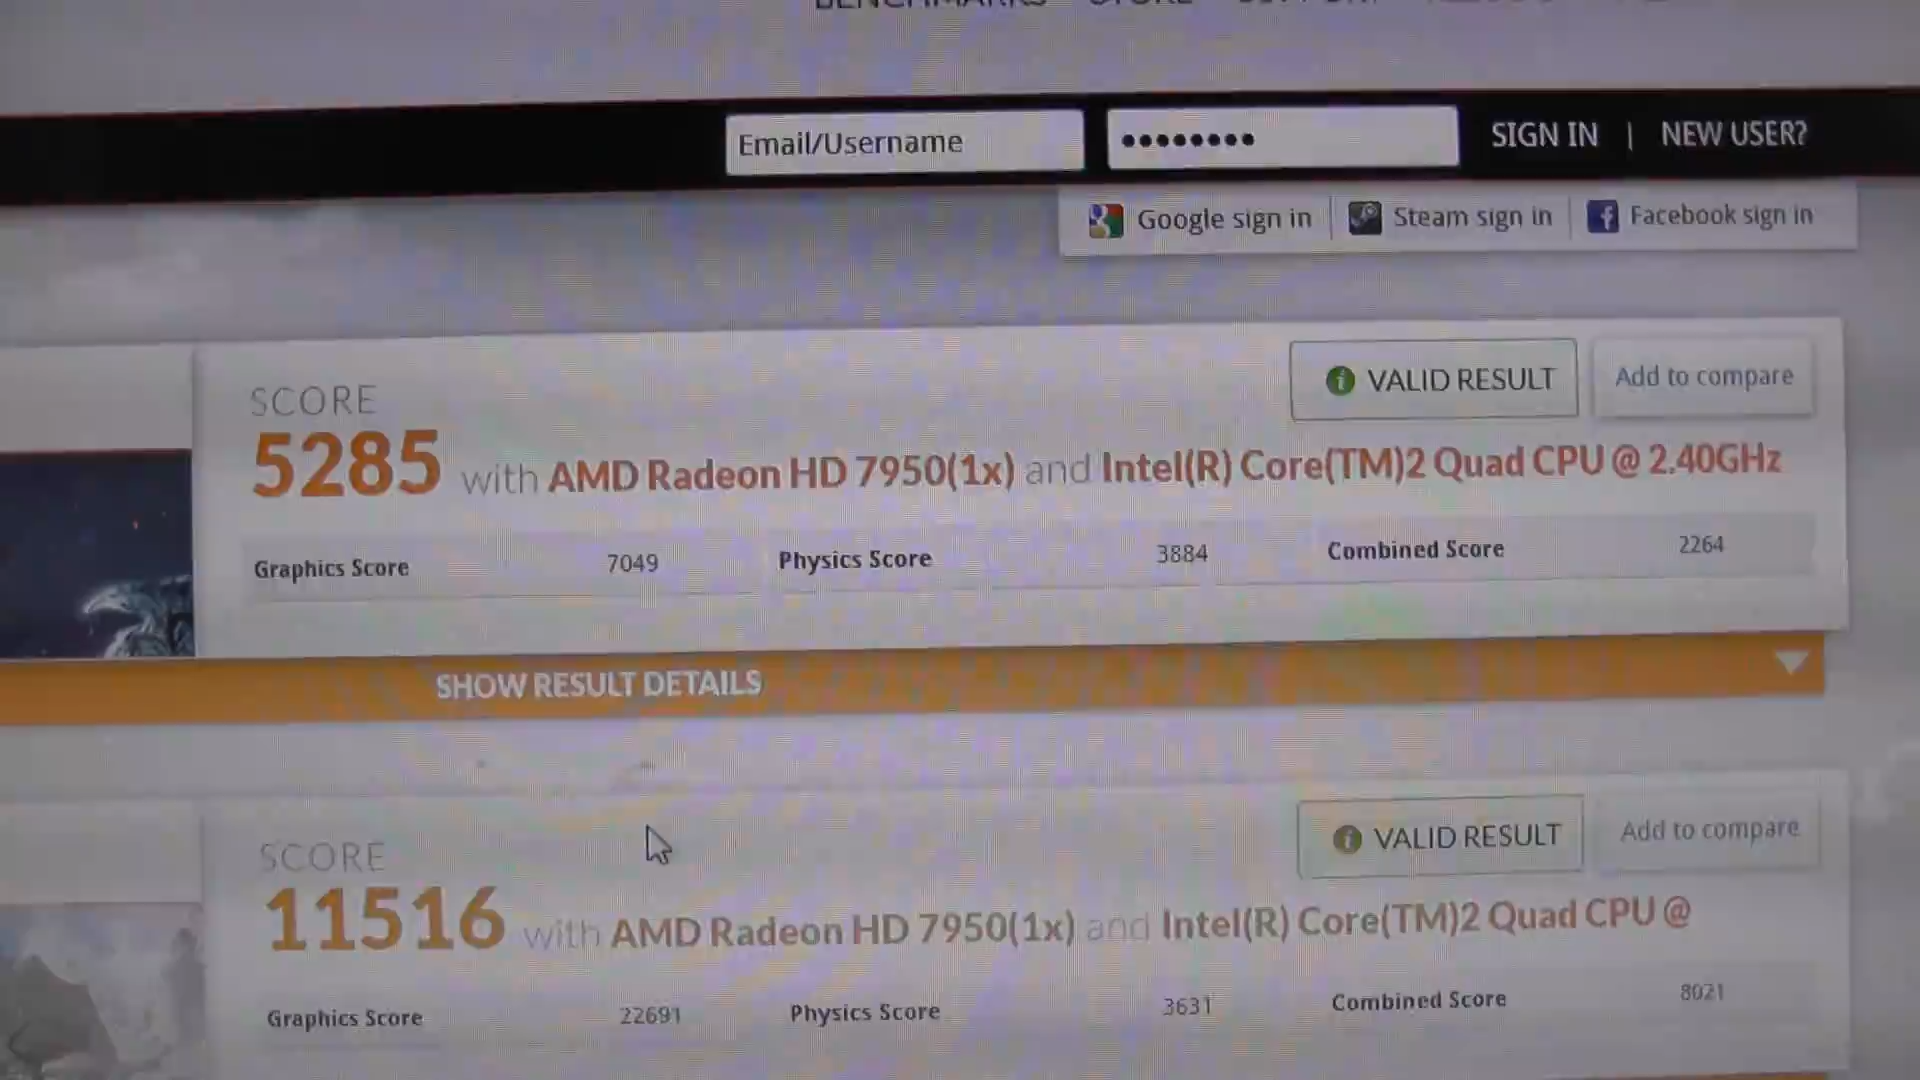 BENCHMARKS STORE SUPPORT
Email/Username
SIGN IN | NEW USER?
Google sign in
Steam sign in
Facebook sign in
SCORE
VALID RESULT
Add to compare
5285 with AMD Radeon HD 7950(1x) and Intel(R) Core(TM)2 Quad CPU @ 2.40GHz
Graphics Score 7049 Physics Score 3884 Combined Score 2264
SHOW RESULT DETAILS
SCORE
VALID RESULT
Add to compare
11516 with AMD Radeon HD 7950(1x) and Intel(R) Core(TM)2 Quad CPU @
Graphics Score 22691 Physics Score 3631 Combined Score 8021